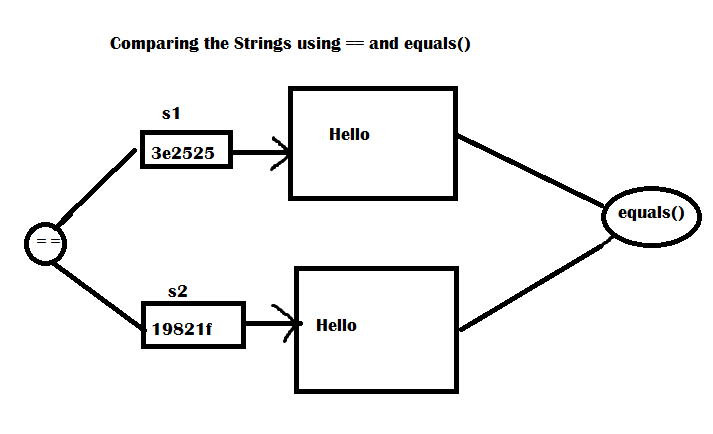 Comparing the Strings using == and equals()
s1
3e2525
Hello
equals()
==
s2
19821f
Hello